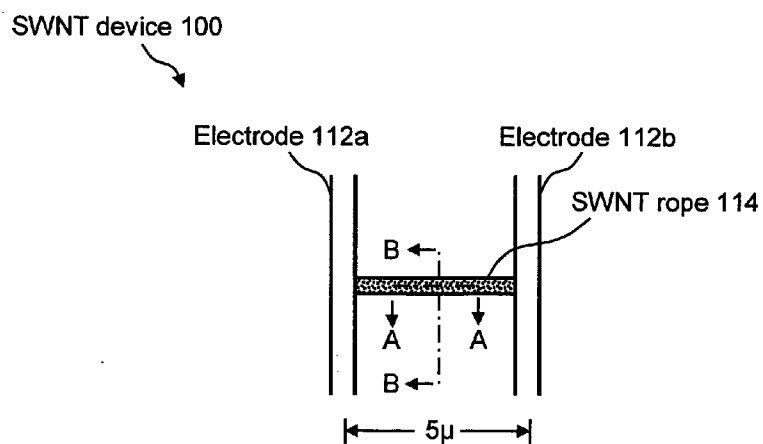 SWNT device 100
Electrode 112a
Electrode 112b
SWNT rope 114
B
A
A
B
5µ